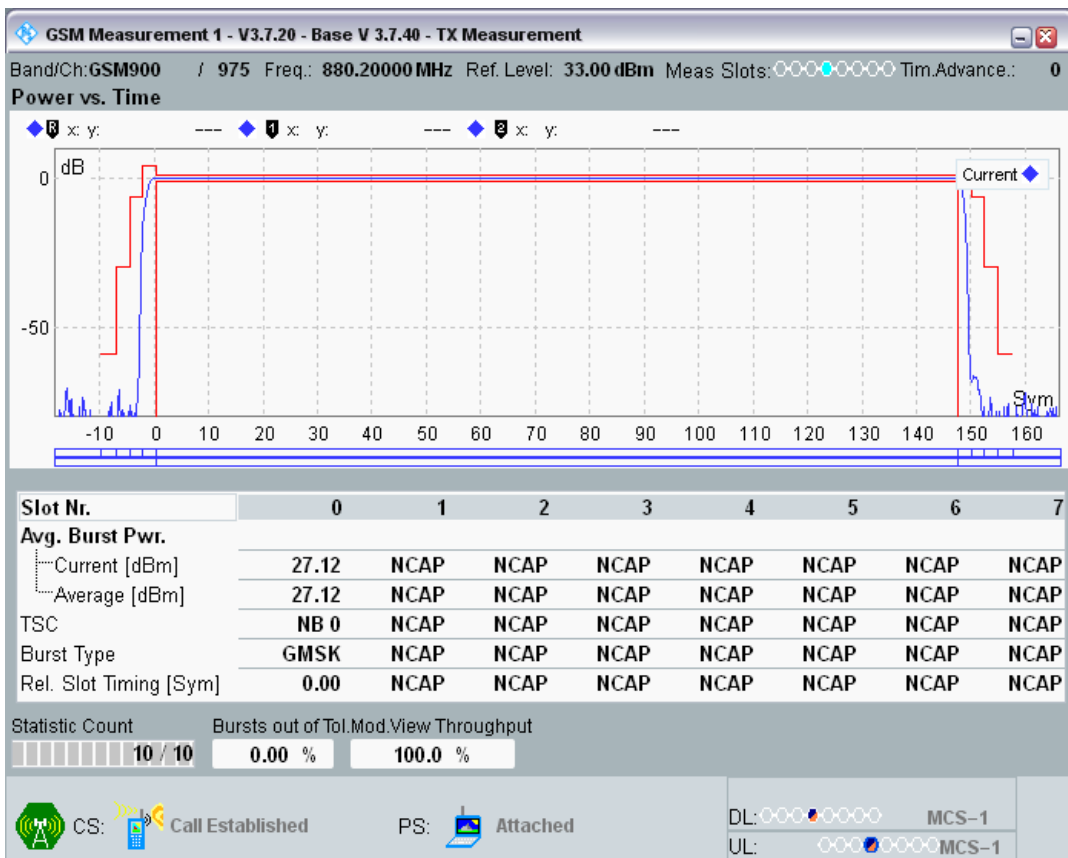 GSM Measurement 1 - V3.7.20 - Base V 3.7.40 - TX Measurement
Band/Ch:GSM900 / 975 Freq.: 880.20000 MHz Ref. Level: 33.00 dBm Meas Slots: Tim.Advance.: 0
Power vs. Time
R x: y: --- 1 x: y: --- 2 x: y: ---
dB
Current
0
-50
Sym
-10 0 10 20 30 40 50 60 70 80 90 100 110 120 130 140 150 160
Slot Nr. 0 1 2 3 4 5 6 7
Avg. Burst Pwr.
Current [dBm] 27.12 NCAP NCAP NCAP NCAP NCAP NCAP NCAP
Average [dBm] 27.12 NCAP NCAP NCAP NCAP NCAP NCAP NCAP
TSC NB 0 NCAP NCAP NCAP NCAP NCAP NCAP NCAP
Burst Type GMSK NCAP NCAP NCAP NCAP NCAP NCAP NCAP
Rel. Slot Timing [Sym] 0.00 NCAP NCAP NCAP NCAP NCAP NCAP NCAP
Statistic Count Bursts out of Tol.Mod.View Throughput
10 / 10 0.00 % 100.0 %
CS: Call Established PS: Attached
DL: MCS-1
UL: MCS-1